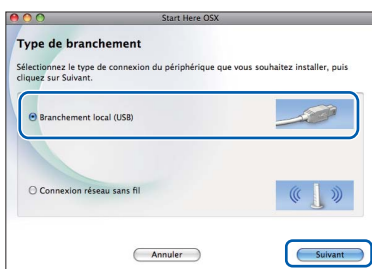 Start Here OSX
Type de branchement
Sélectionnez le type de connexion du périphérique que vous souhaitez installer, puis
cliquez sur Suivant.
Branchement local (USB)
Connexion réseau sans fil
Annuler
Suivant